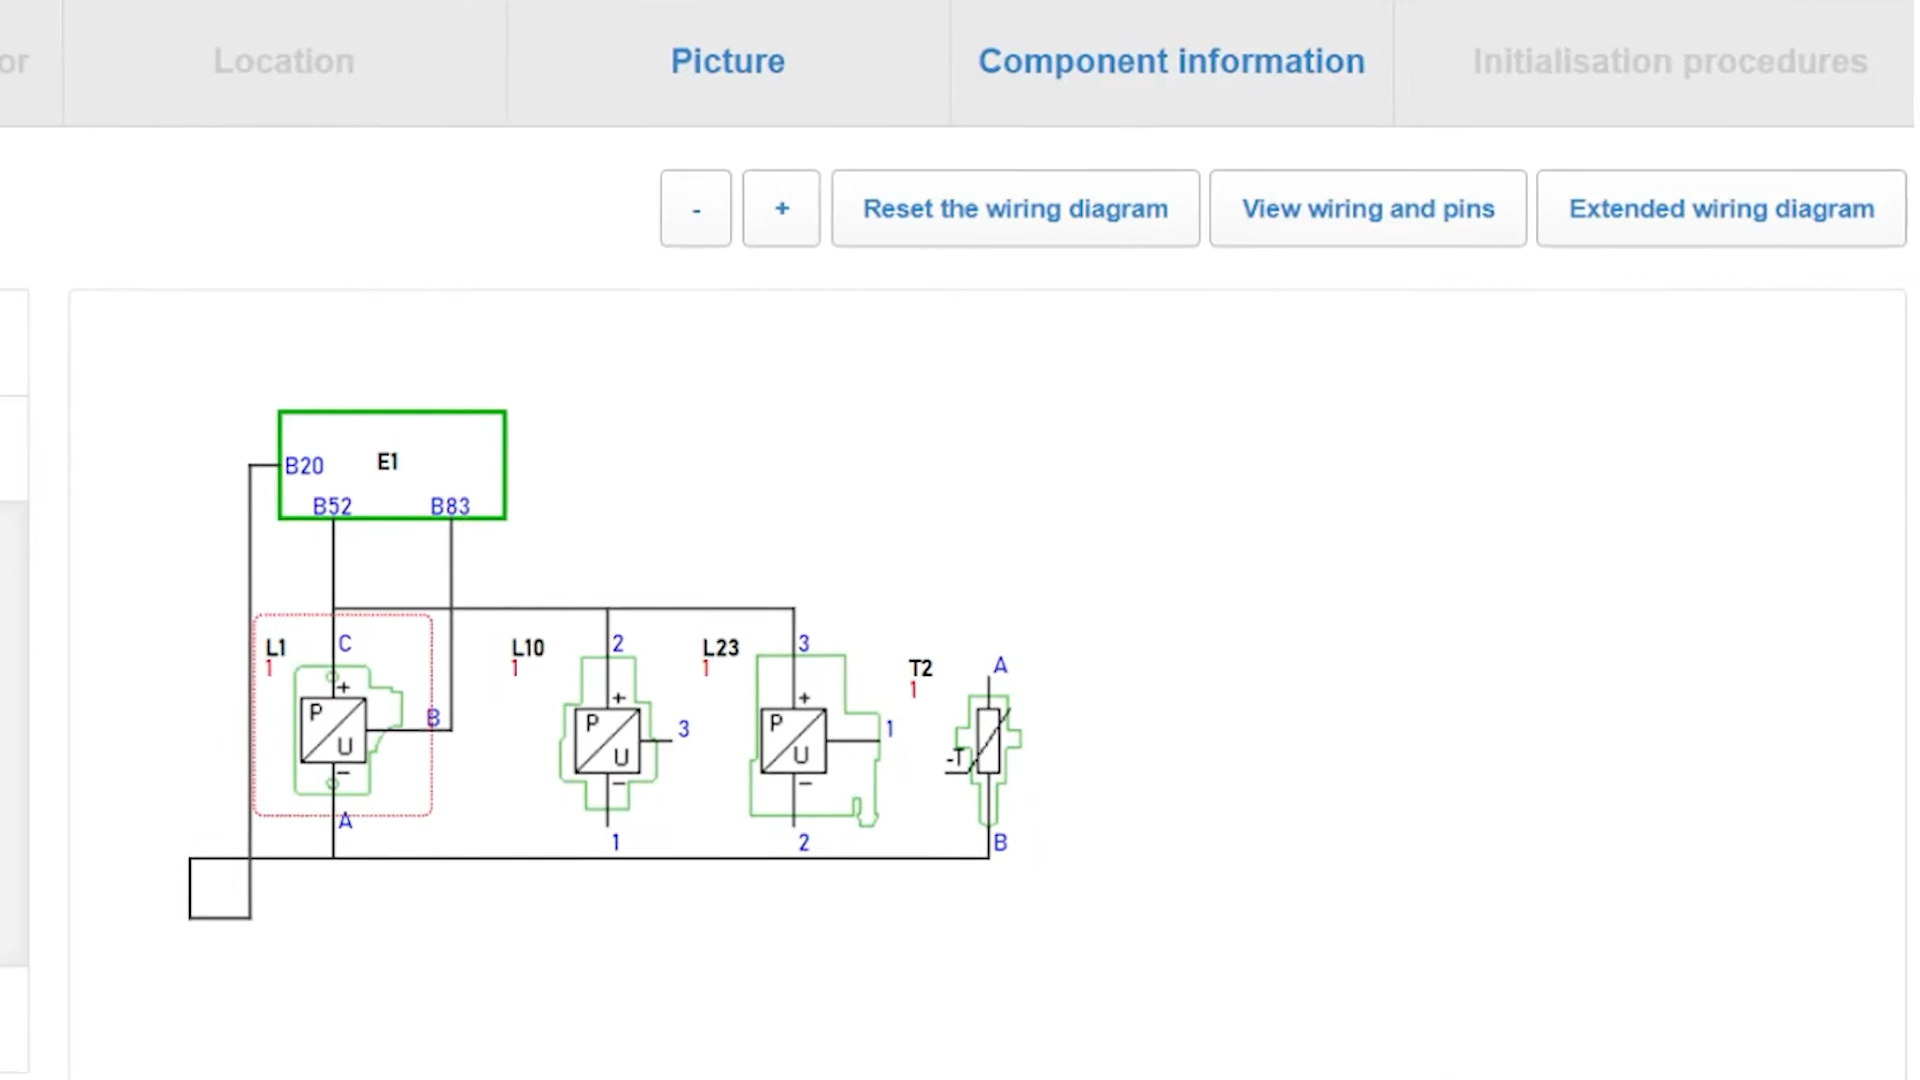 or
Location
Picture
Component information
Initialisation procedures
-
+
Reset the wiring diagram
View wiring and pins
Extended wiring diagram
B20
E1
B52
B83
L1
1
C
+
P
U
B
−
A
L10
1
2
+
P
U
3
−
1
L23
1
3
+
P
U
1
−
2
T2
1
A
-T
B